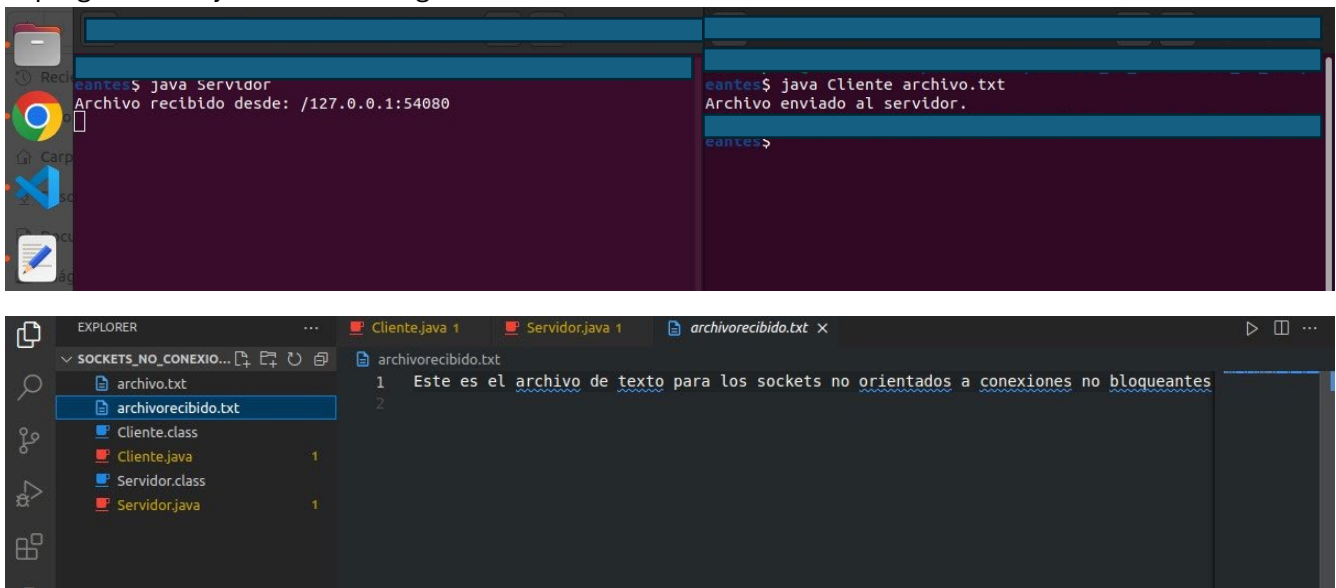 Recie
eantes$ java Servidor
Archivo recibido desde: /127.0.0.1:54080
Carp
eantes$ java Cliente archivo.txt
Archivo enviado al servidor.
eantes$
EXPLORER ...
SOCKETS_NO_CONEXIO...
archivo.txt
archivorecibido.txt
Cliente.class
Cliente.java 1
Servidor.class
Servidor.java 1
Cliente.java 1 Servidor.java 1 archivorecibido.txt
archivorecibido.txt
1 Este es el archivo de texto para los sockets no orientados a conexiones no bloqueantes
2